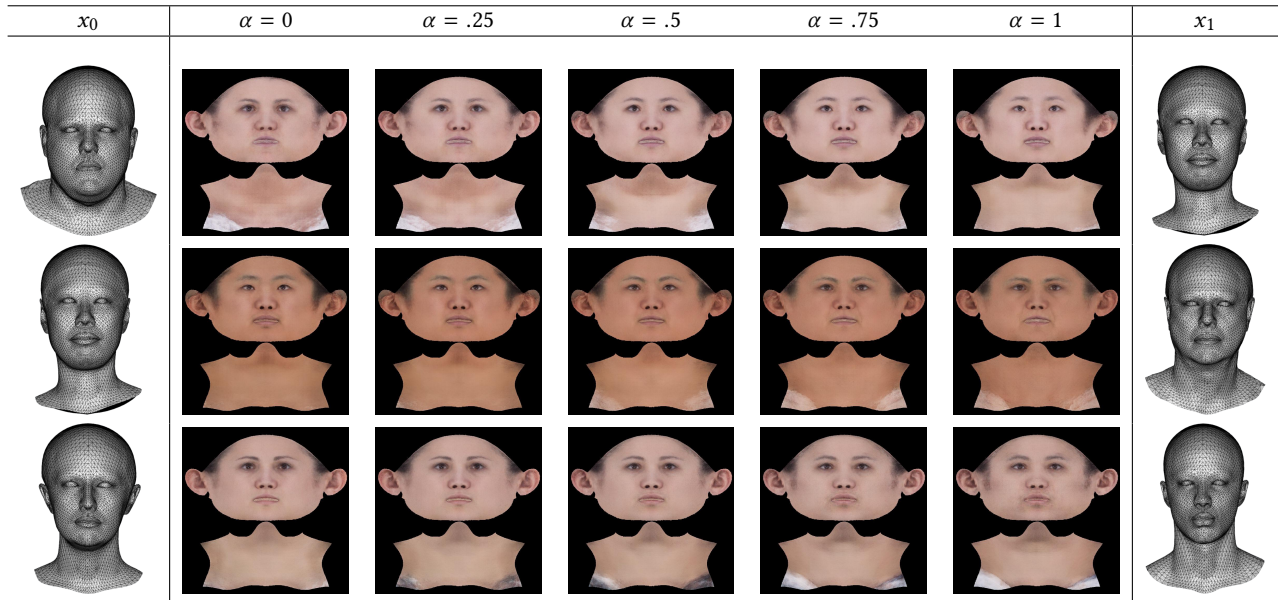 x₀ α = 0 α = .25 α = .5 α = .75 α = 1 x₁